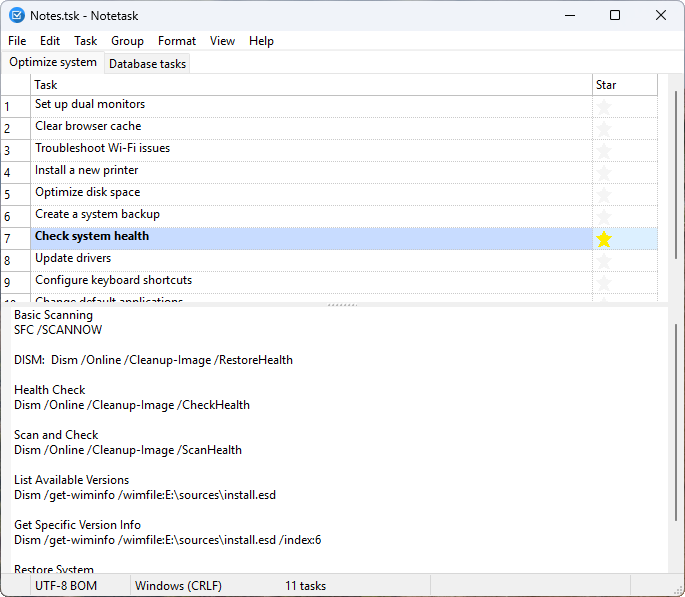 Notes.tsk - Notetask
File Edit Task Group Format View Help
Optimize system Database tasks
Task Star
1 Set up dual monitors
2 Clear browser cache
3 Troubleshoot Wi-Fi issues
4 Install a new printer
5 Optimize disk space
6 Create a system backup
7 Check system health
8 Update drivers
9 Configure keyboard shortcuts
10 Change default applications
Basic Scanning
SFC /SCANNOW
DISM:  Dism /Online /Cleanup-Image /RestoreHealth
Health Check
Dism /Online /Cleanup-Image /CheckHealth
Scan and Check
Dism /Online /Cleanup-Image /ScanHealth
List Available Versions
Dism /get-wiminfo /wimfile:E:\sources\install.esd
Get Specific Version Info
Dism /get-wiminfo /wimfile:E:\sources\install.esd /index:6
Restore System
UTF-8 BOM Windows (CRLF) 11 tasks